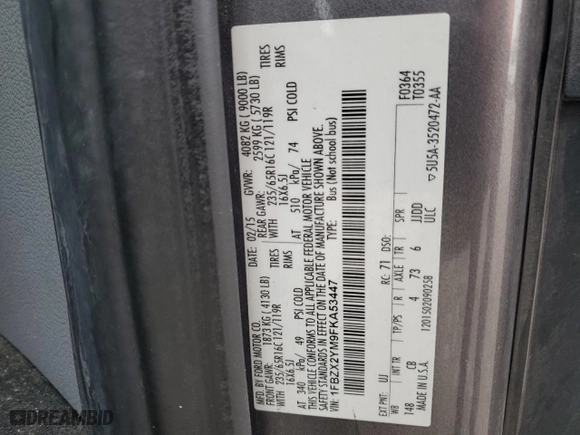 MFD. BY FORD MOTOR CO.
DATE: 02/15 GVWR: 4082 KG ( 9000 LB)
FRONT GAWR: 1873 KG ( 4130 LB) REAR GAWR: 2599 KG ( 5730 LB)
WITH 235/65R16C 121/119R TIRES WITH 235/65R16C 121/119R TIRES
16X6.5J RIMS 16X6.5J RIMS
AT 340 kPa/ 49 PSI COLD AT 510 kPa/ 74 PSI COLD
THIS VEHICLE CONFORMS TO ALL APPLICABLE FEDERAL MOTOR VEHICLE
SAFETY STANDARDS IN EFFECT ON THE DATE OF MANUFACTURE SHOWN ABOVE.
VIN: 1FBZX2YM9FKA53447 TYPE: Bus (Not school bus)
F0364
T0355
EXT PNT: UJ RC: 71 DSO:
WB INT TR TP/PS R AXLE TR SPR
148 CB 4 73 6 JJDD
ULC
1201502090258
MADE IN U.S.A. 5U5A-3520472-AA
DREAMBID